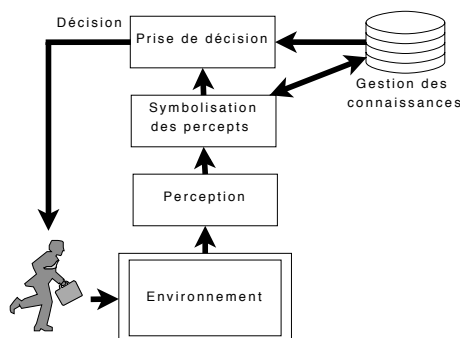 Décision
Prise de décision
Gestion des
connaissances
Symbolisation
des percepts
Perception
Environnement